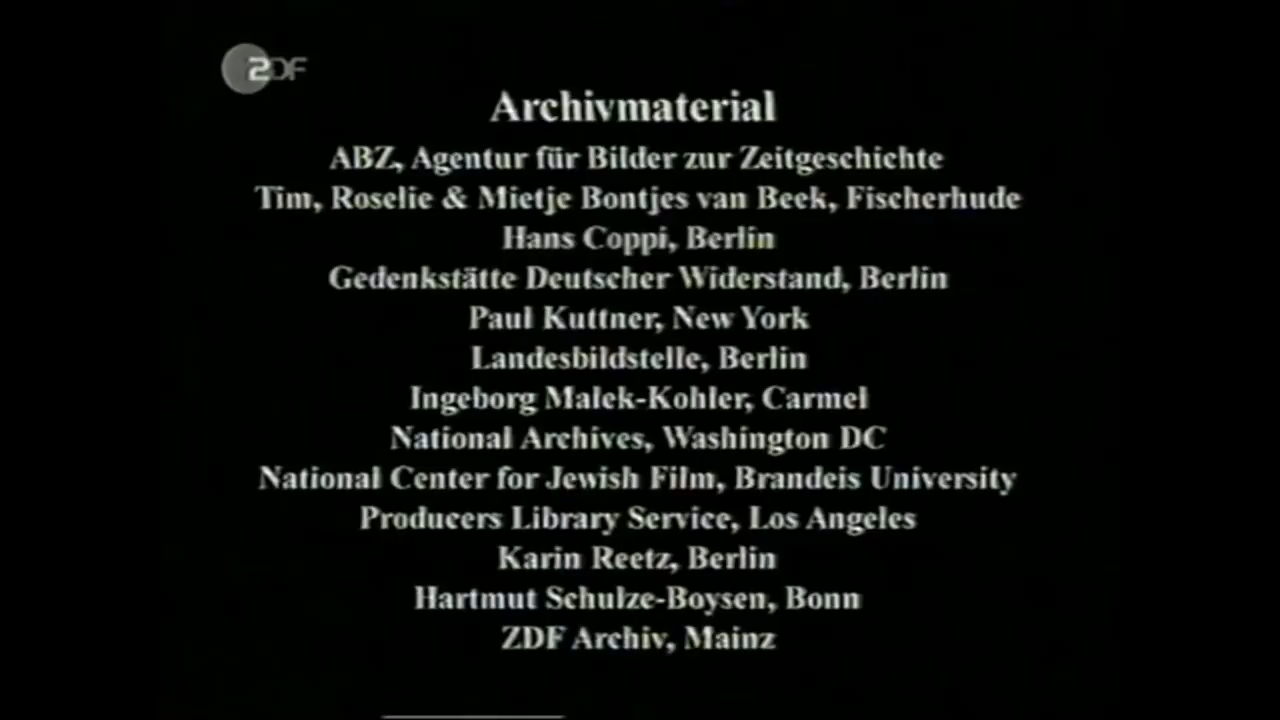 ZDF
Archivmaterial
ABZ, Agentur für Bilder zur Zeitgeschichte
Tim, Roselie & Mietje Bontjes van Beek, Fischerhude
Hans Coppi, Berlin
Gedenkstätte Deutscher Widerstand, Berlin
Paul Kuttner, New York
Landesbildstelle, Berlin
Ingeborg Malek-Kohler, Carmel
National Archives, Washington DC
National Center for Jewish Film, Brandeis University
Producers Library Service, Los Angeles
Karin Reetz, Berlin
Hartmut Schulze-Boysen, Bonn
ZDF Archiv, Mainz